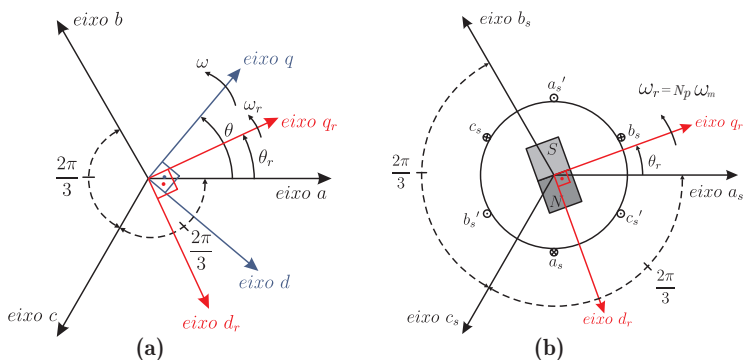 eixo b
ω
eixo q
ω_r
eixo q_r
θ
θ_r
eixo a
2π/3
2π/3
eixo d
eixo c
eixo d_r
(a)
eixo b_s
a_s'
ω_r = N_p ω_m
c_s
b_s
eixo q_r
S
θ_r
2π/3
N
eixo a_s
b_s'
c_s'
a_s
2π/3
eixo c_s
eixo d_r
(b)